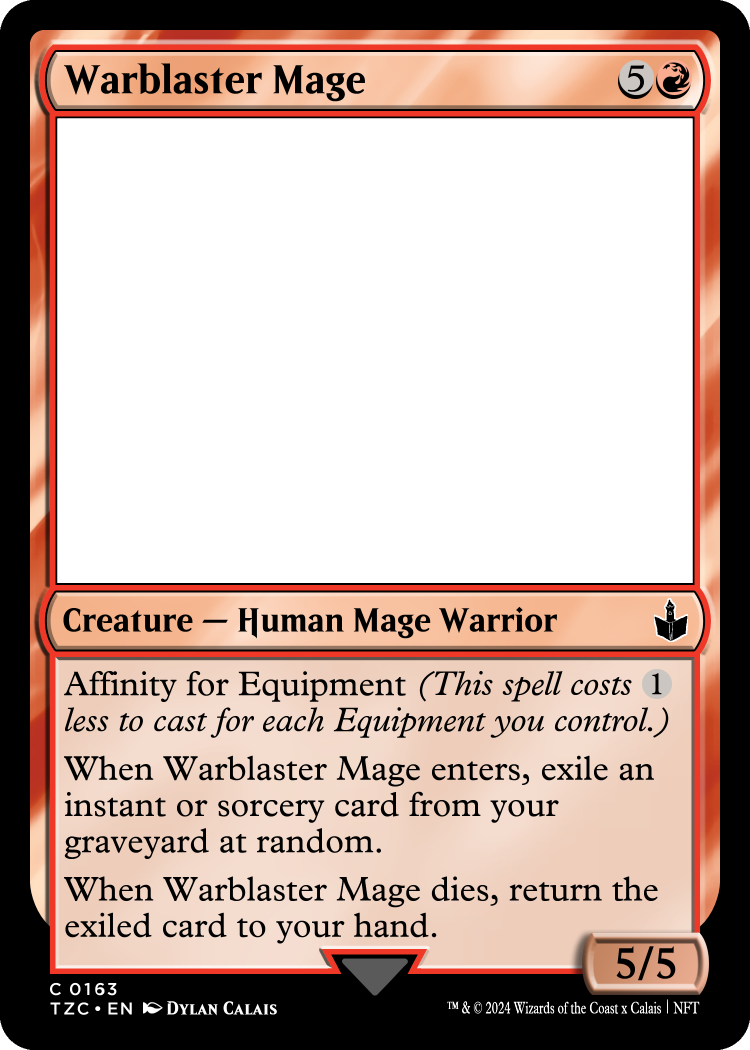 Warblaster Mage 5
Creature — Human Mage Warrior
Affinity for Equipment (This spell costs 1
less to cast for each Equipment you control.)
When Warblaster Mage enters, exile an
instant or sorcery card from your
graveyard at random.
When Warblaster Mage dies, return the
exiled card to your hand.
5/5
C 0163
TZC • EN Dylan Calais
™ & © 2024 Wizards of the Coast x Calais | NFT